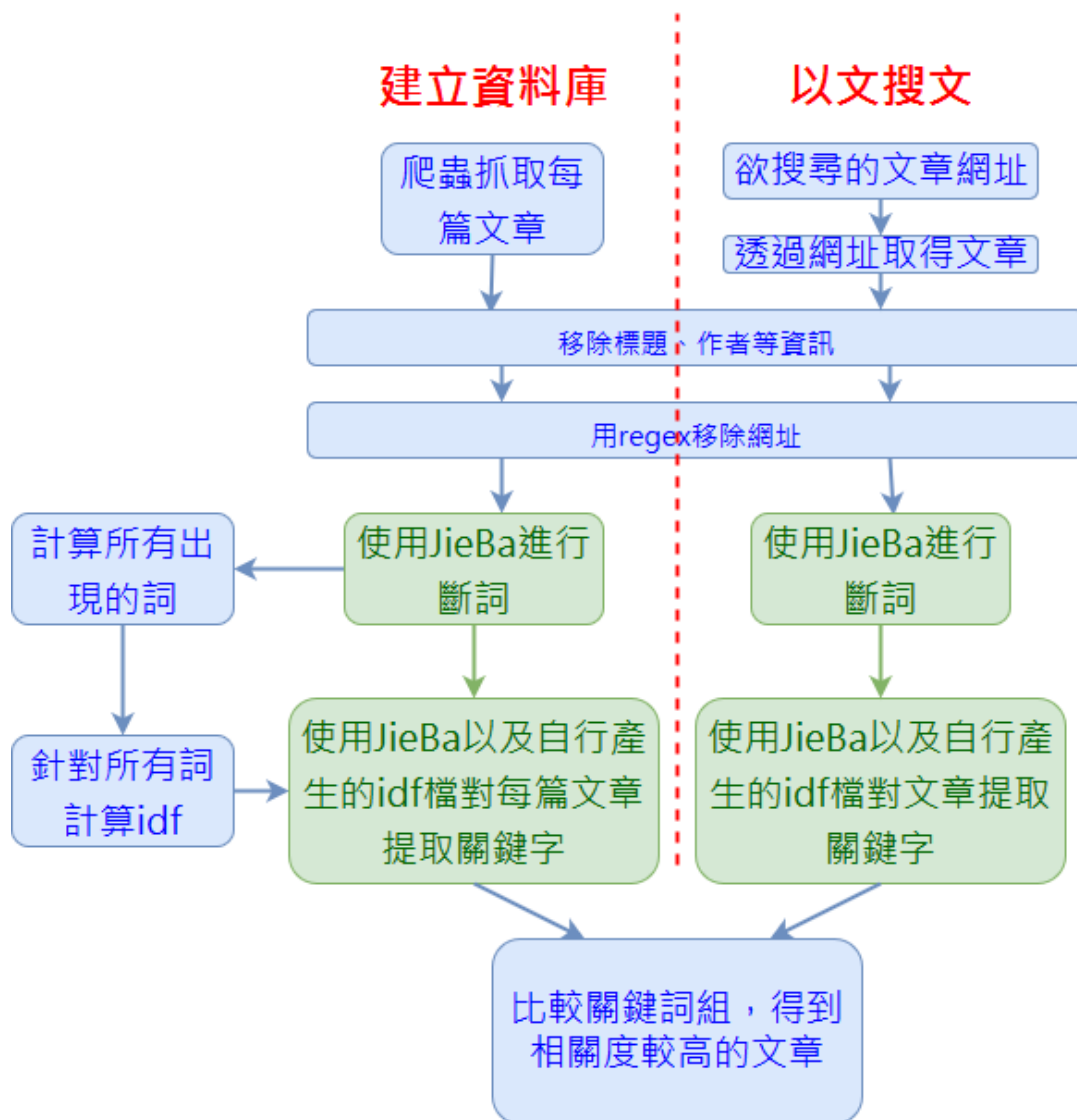 建立資料庫
以文搜文
爬蟲抓取每
篇文章
欲搜尋的文章網址
透過網址取得文章
移除標題、作者等資訊
用regex移除網址
計算所有出
現的詞
使用JieBa進行
斷詞
使用JieBa進行
斷詞
針對所有詞
計算idf
使用JieBa以及自行產
生的idf檔對每篇文章
提取關鍵字
使用JieBa以及自行產
生的idf檔對文章提取
關鍵字
比較關鍵詞組，得到
相關度較高的文章